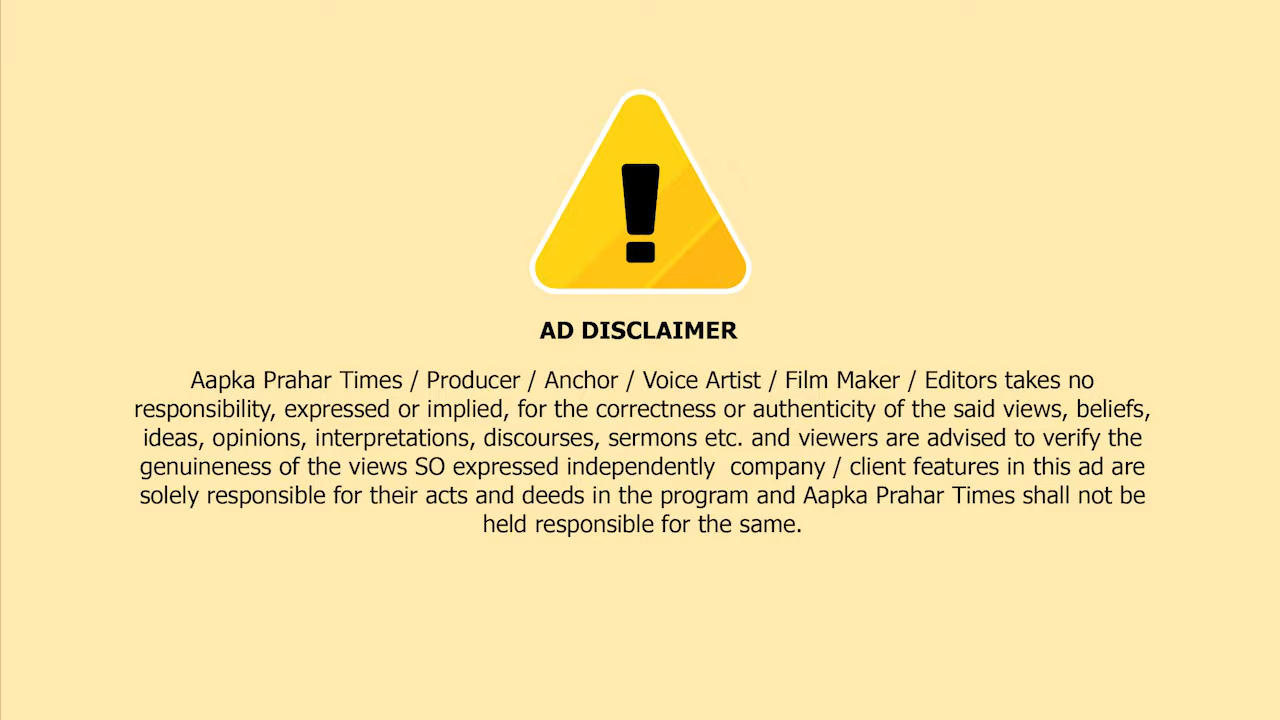 AD DISCLAIMER
Aapka Prahar Times / Producer / Anchor / Voice Artist / Film Maker / Editors takes no
responsibility, expressed or implied, for the correctness or authenticity of the said views, beliefs,
ideas, opinions, interpretations, discourses, sermons etc. and viewers are advised to verify the
genuineness of the views SO expressed independently  company / client features in this ad are
solely responsible for their acts and deeds in the program and Aapka Prahar Times shall not be
held responsible for the same.